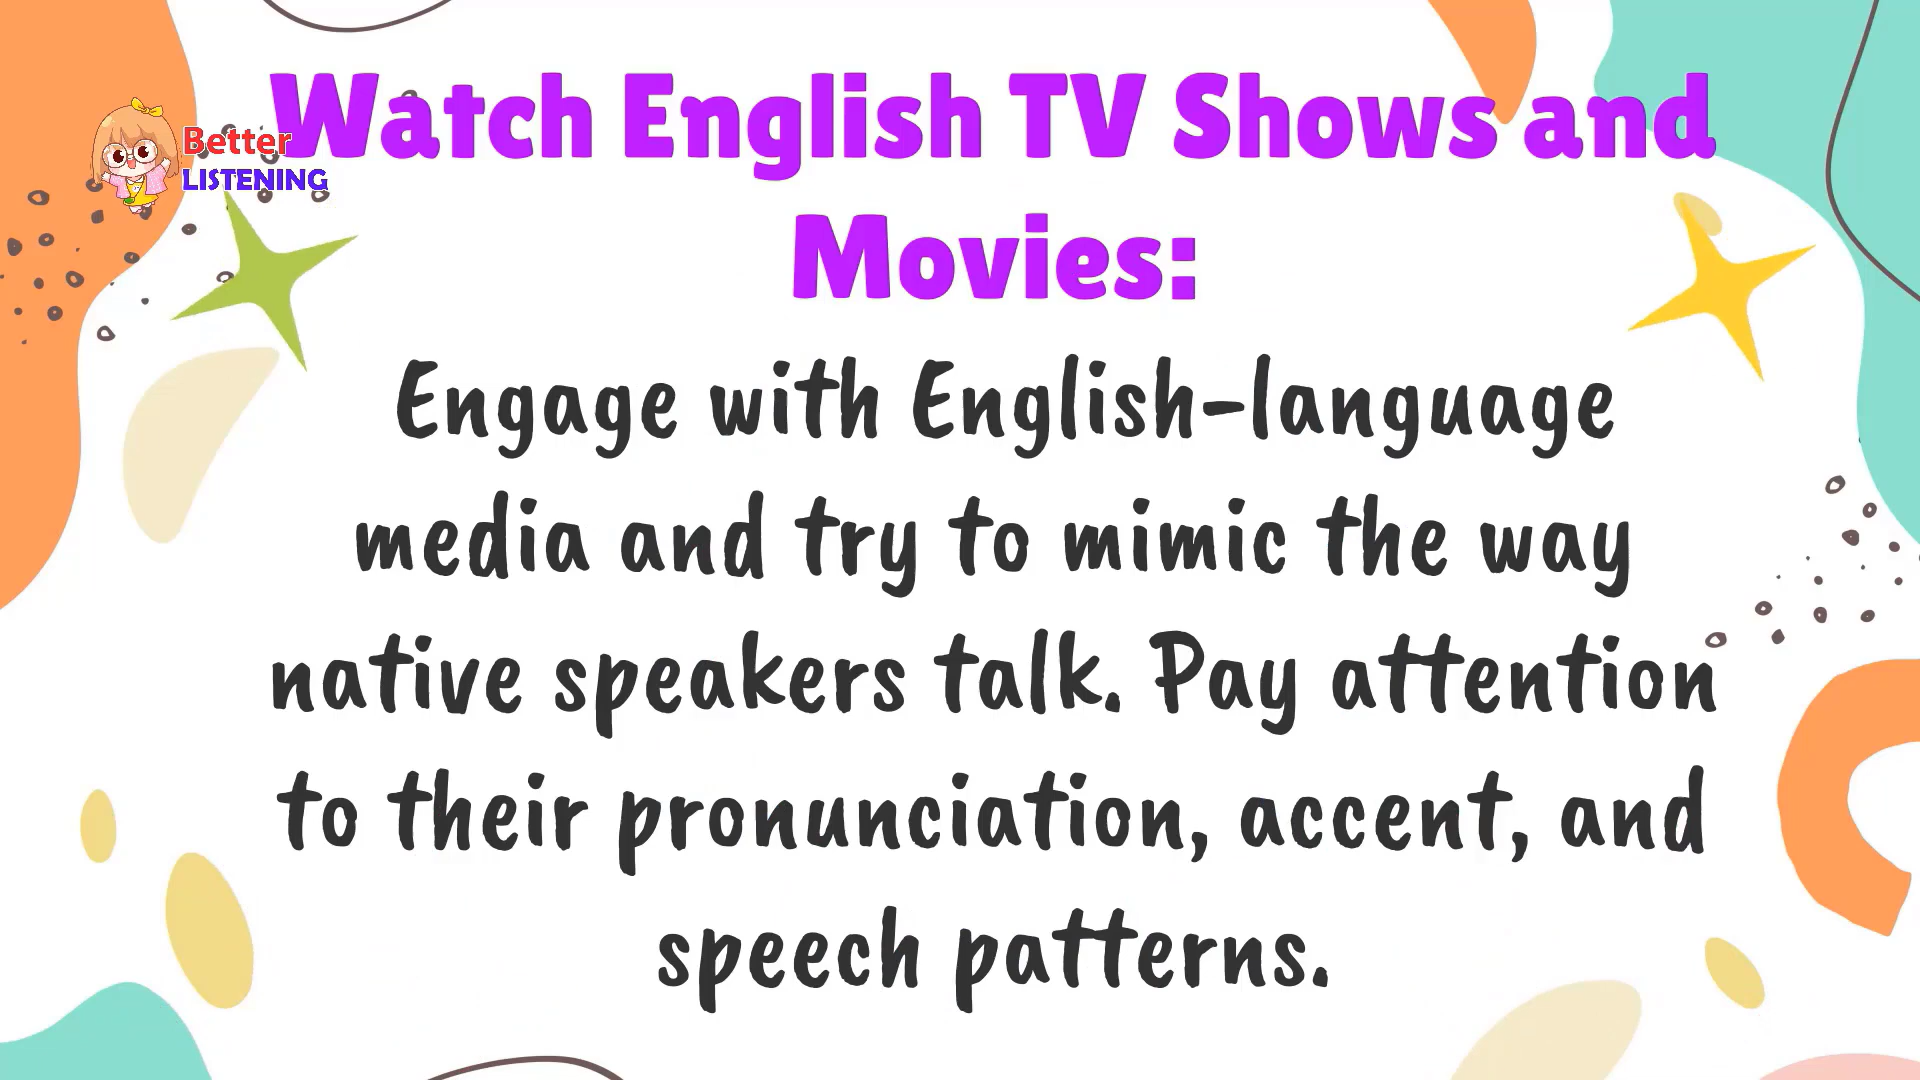 Watch English TV Shows and
Movies:
Better
LISTENING
Engage with English-language
media and try to mimic the way
native speakers talk. Pay attention
to their pronunciation, accent, and
speech patterns.